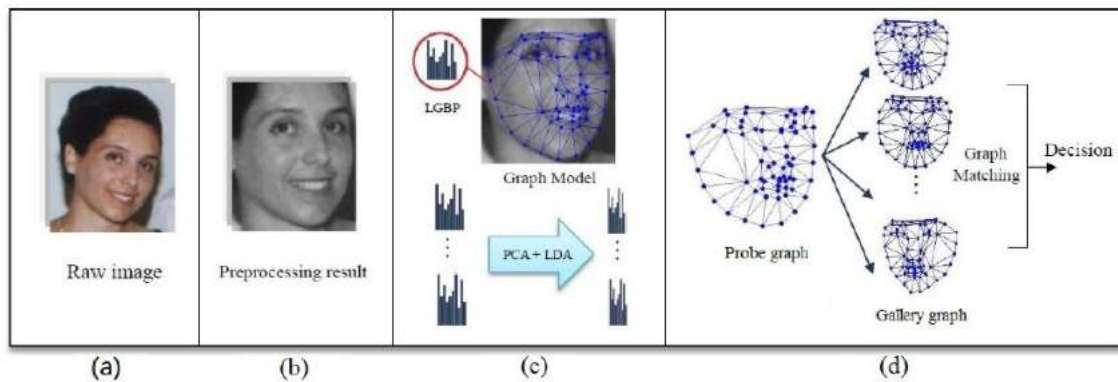 Raw image
(a)
Preprocessing result
(b)
LGBP
Graph Model
PCA + LDA
(c)
Probe graph
Gallery graph
Graph
Matching
Decision
(d)